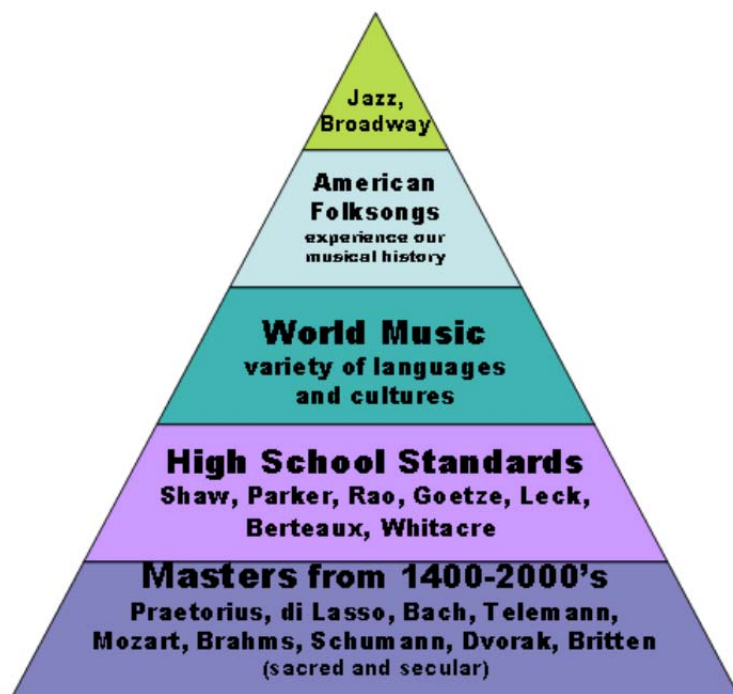 Jazz,
Broadway
American
Folksongs
experience our
musical history
World Music
variety of languages
and cultures
High School Standards
Shaw, Parker, Rao, Goetze, Leck,
Berteaux, Whitacre
Masters from 1400-2000's
Praetorius, di Lasso, Bach, Telemann,
Mozart, Brahms, Schumann, Dvorak, Britten
(sacred and secular)